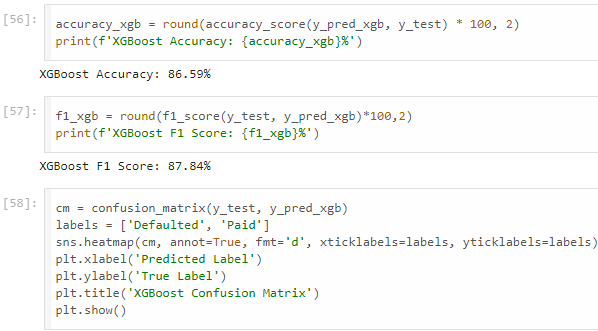 [56]:
accuracy_xgb = round(accuracy_score(y_pred_xgb, y_test) * 100, 2)
print(f'XGBoost Accuracy: {accuracy_xgb}%')
XGBoost Accuracy: 86.59%
[57]:
f1_xgb = round(f1_score(y_test, y_pred_xgb)*100,2)
print(f'XGBoost F1 Score: {f1_xgb}%')
XGBoost F1 Score: 87.84%
[58]:
cm = confusion_matrix(y_test, y_pred_xgb)
labels = ['Defaulted', 'Paid']
sns.heatmap(cm, annot=True, fmt='d', xticklabels=labels, yticklabels=labels)
plt.xlabel('Predicted Label')
plt.ylabel('True Label')
plt.title('XGBoost Confusion Matrix')
plt.show()